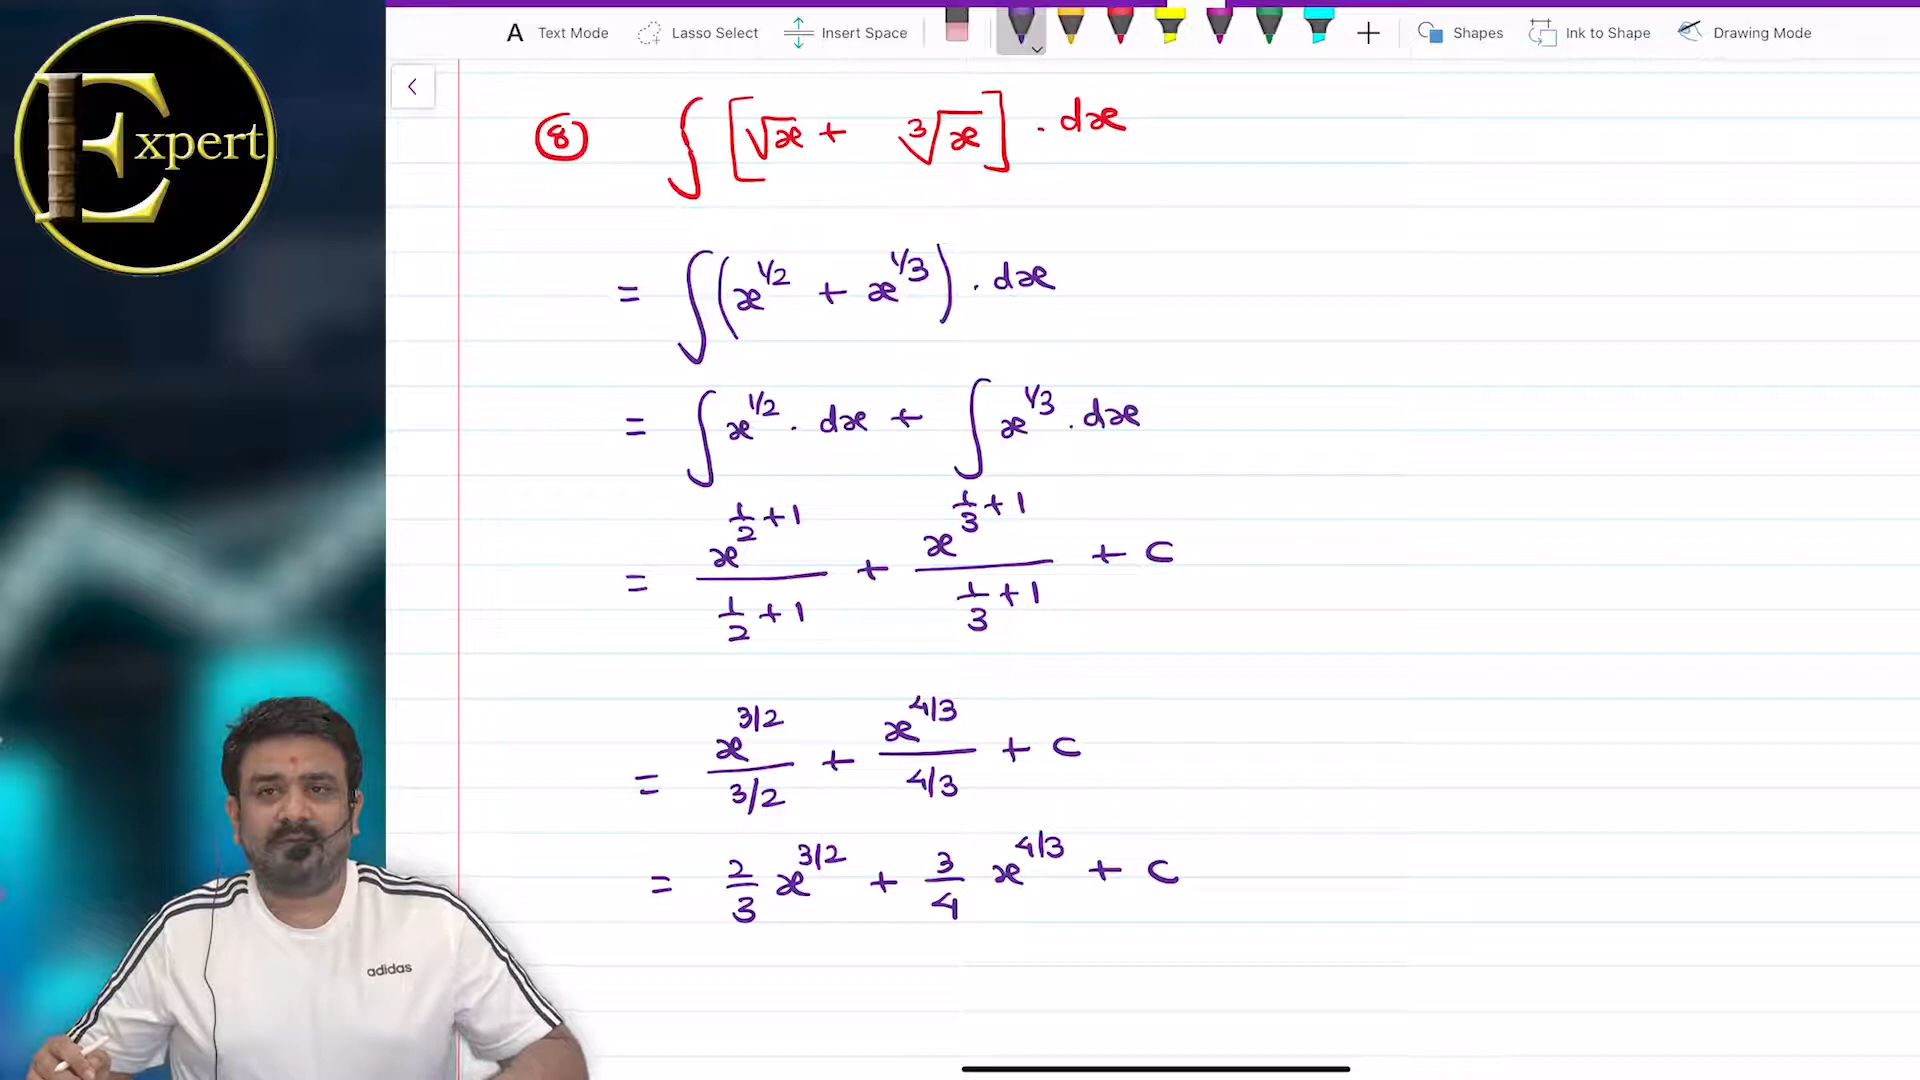 A Text Mode Lasso Select Insert Space Shapes Ink to Shape Drawing Mode
Expert
⑧ ∫ [√x + ∛x] . dx
= ∫ (x^1/2 + x^1/3) . dx
= ∫ x^1/2 . dx + ∫ x^1/3 . dx
= x^(1/2 + 1) / (1/2 + 1) + x^(1/3 + 1) / (1/3 + 1) + c
= x^3/2 / 3/2 + x^4/3 / 4/3 + c
= 2/3 x^3/2 + 3/4 x^4/3 + c
adidas